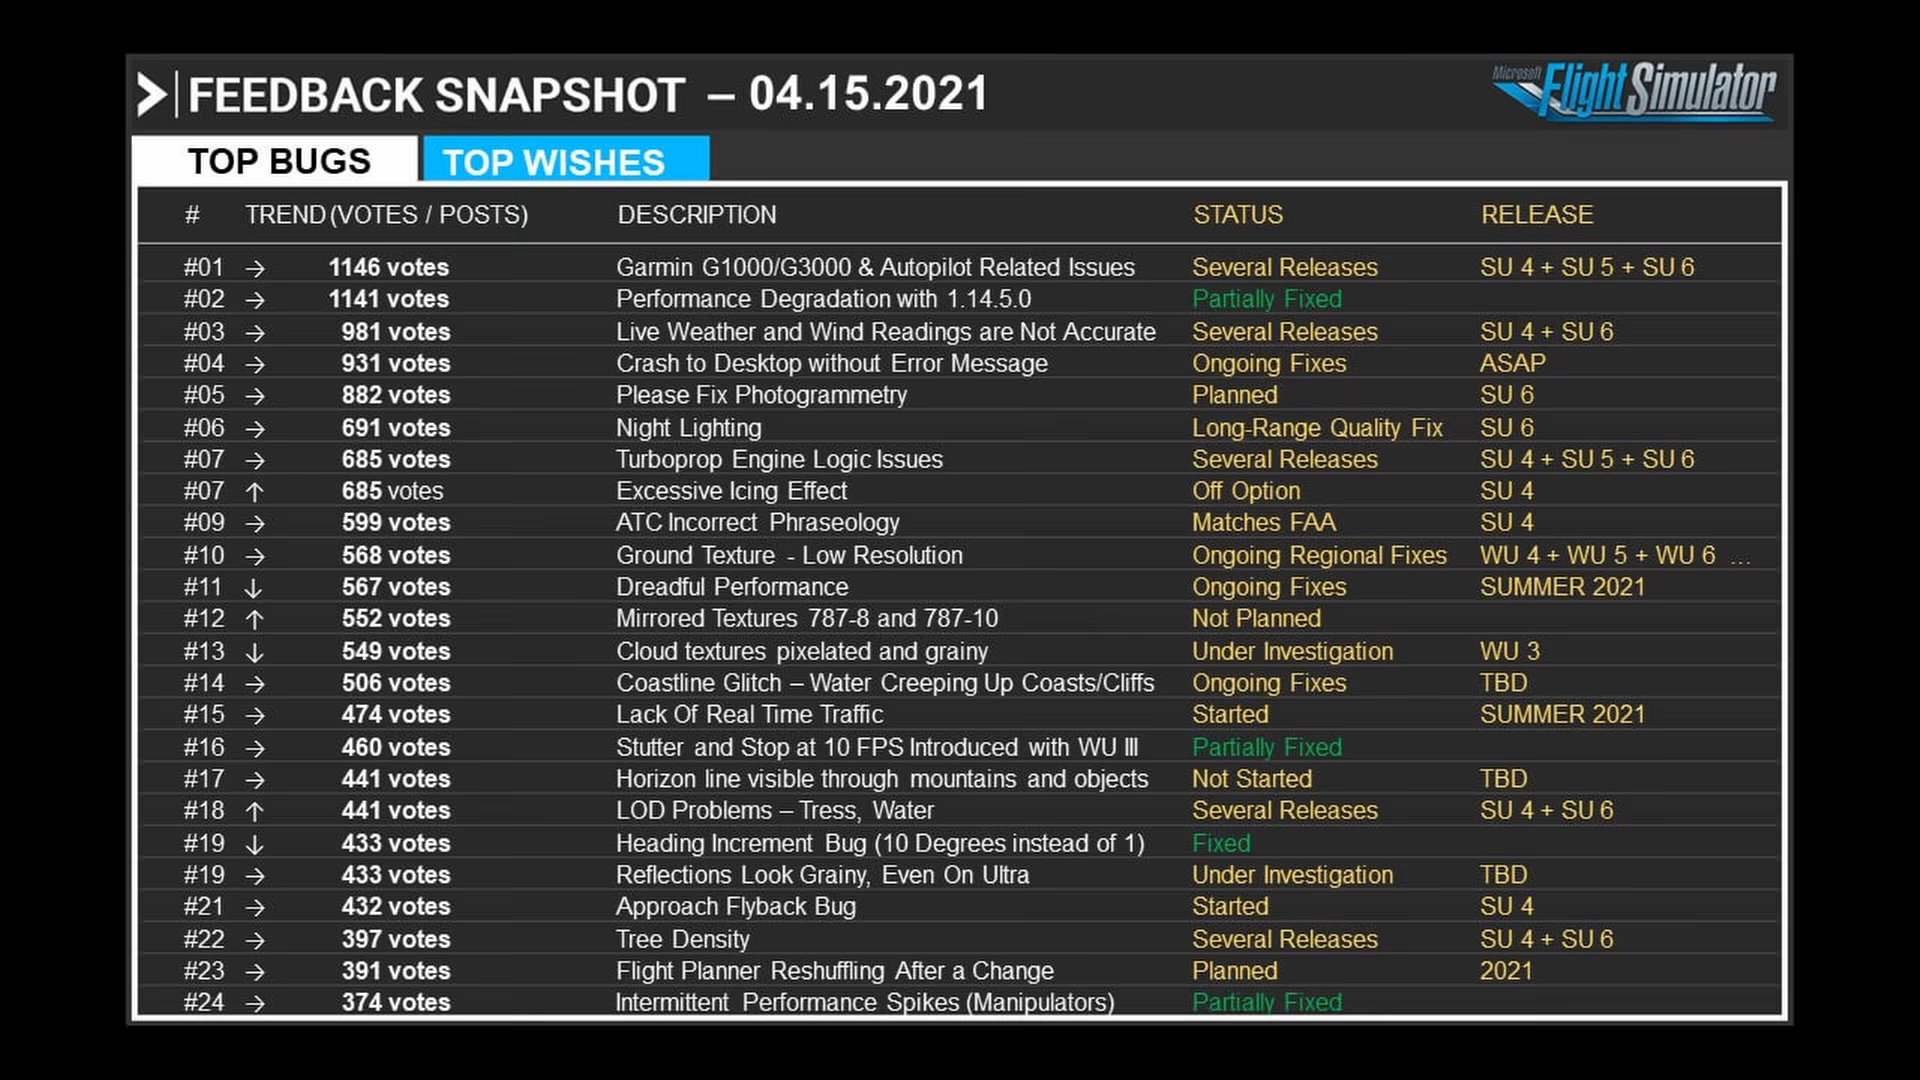 FEEDBACK SNAPSHOT – 04.15.2021
Microsoft Flight Simulator
TOP BUGS TOP WISHES
# TREND (VOTES / POSTS) DESCRIPTION STATUS RELEASE
#01 → 1146 votes Garmin G1000/G3000 & Autopilot Related Issues Several Releases SU 4 + SU 5 + SU 6
#02 → 1141 votes Performance Degradation with 1.14.5.0 Partially Fixed
#03 → 981 votes Live Weather and Wind Readings are Not Accurate Several Releases SU 4 + SU 6
#04 → 931 votes Crash to Desktop without Error Message Ongoing Fixes ASAP
#05 → 882 votes Please Fix Photogrammetry Planned SU 6
#06 → 691 votes Night Lighting Long-Range Quality Fix SU 6
#07 → 685 votes Turboprop Engine Logic Issues Several Releases SU 4 + SU 5 + SU 6
#07 ↑ 685 votes Excessive Icing Effect Off Option SU 4
#09 → 599 votes ATC Incorrect Phraseology Matches FAA SU 4
#10 → 568 votes Ground Texture - Low Resolution Ongoing Regional Fixes WU 4 + WU 5 + WU 6 ...
#11 ↓ 567 votes Dreadful Performance Ongoing Fixes SUMMER 2021
#12 ↑ 552 votes Mirrored Textures 787-8 and 787-10 Not Planned
#13 ↓ 549 votes Cloud textures pixelated and grainy Under Investigation WU 3
#14 → 506 votes Coastline Glitch – Water Creeping Up Coasts/Cliffs Ongoing Fixes TBD
#15 → 474 votes Lack Of Real Time Traffic Started SUMMER 2021
#16 → 460 votes Stutter and Stop at 10 FPS Introduced with WU III Partially Fixed
#17 → 441 votes Horizon line visible through mountains and objects Not Started TBD
#18 ↑ 441 votes LOD Problems – Tress, Water Several Releases SU 4 + SU 6
#19 ↓ 433 votes Heading Increment Bug (10 Degrees instead of 1) Fixed
#19 → 433 votes Reflections Look Grainy, Even On Ultra Under Investigation TBD
#21 → 432 votes Approach Flyback Bug Started SU 4
#22 → 397 votes Tree Density Several Releases SU 4 + SU 6
#23 → 391 votes Flight Planner Reshuffling After a Change Planned 2021
#24 → 374 votes Intermittent Performance Spikes (Manipulators) Partially Fixed